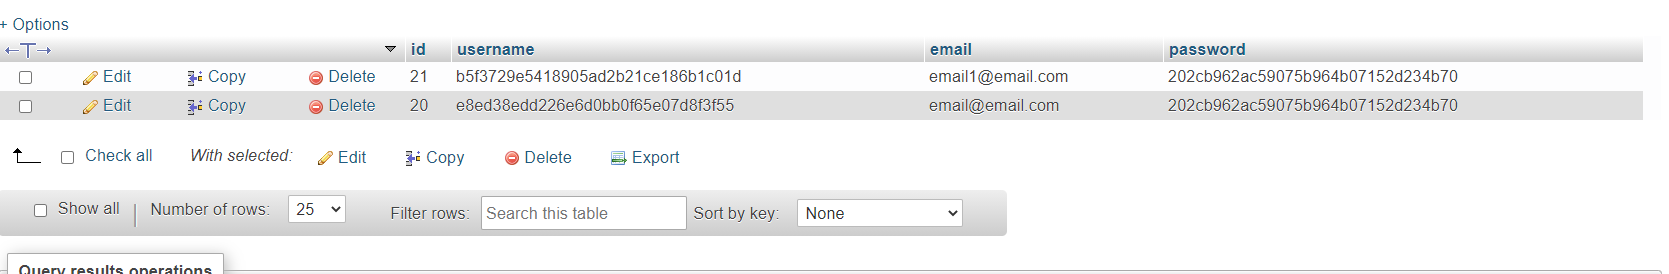 + Options
←T→ id username email password
Edit Copy Delete 21 b5f3729e5418905ad2b21ce186b1c01d email1@email.com 202cb962ac59075b964b07152d234b70
Edit Copy Delete 20 e8ed38edd226e6d0bb0f65e07d8f3f55 email@email.com 202cb962ac59075b964b07152d234b70
Check all With selected: Edit Copy Delete Export
Show all Number of rows: 25 Filter rows: Search this table Sort by key: None
Query results operations